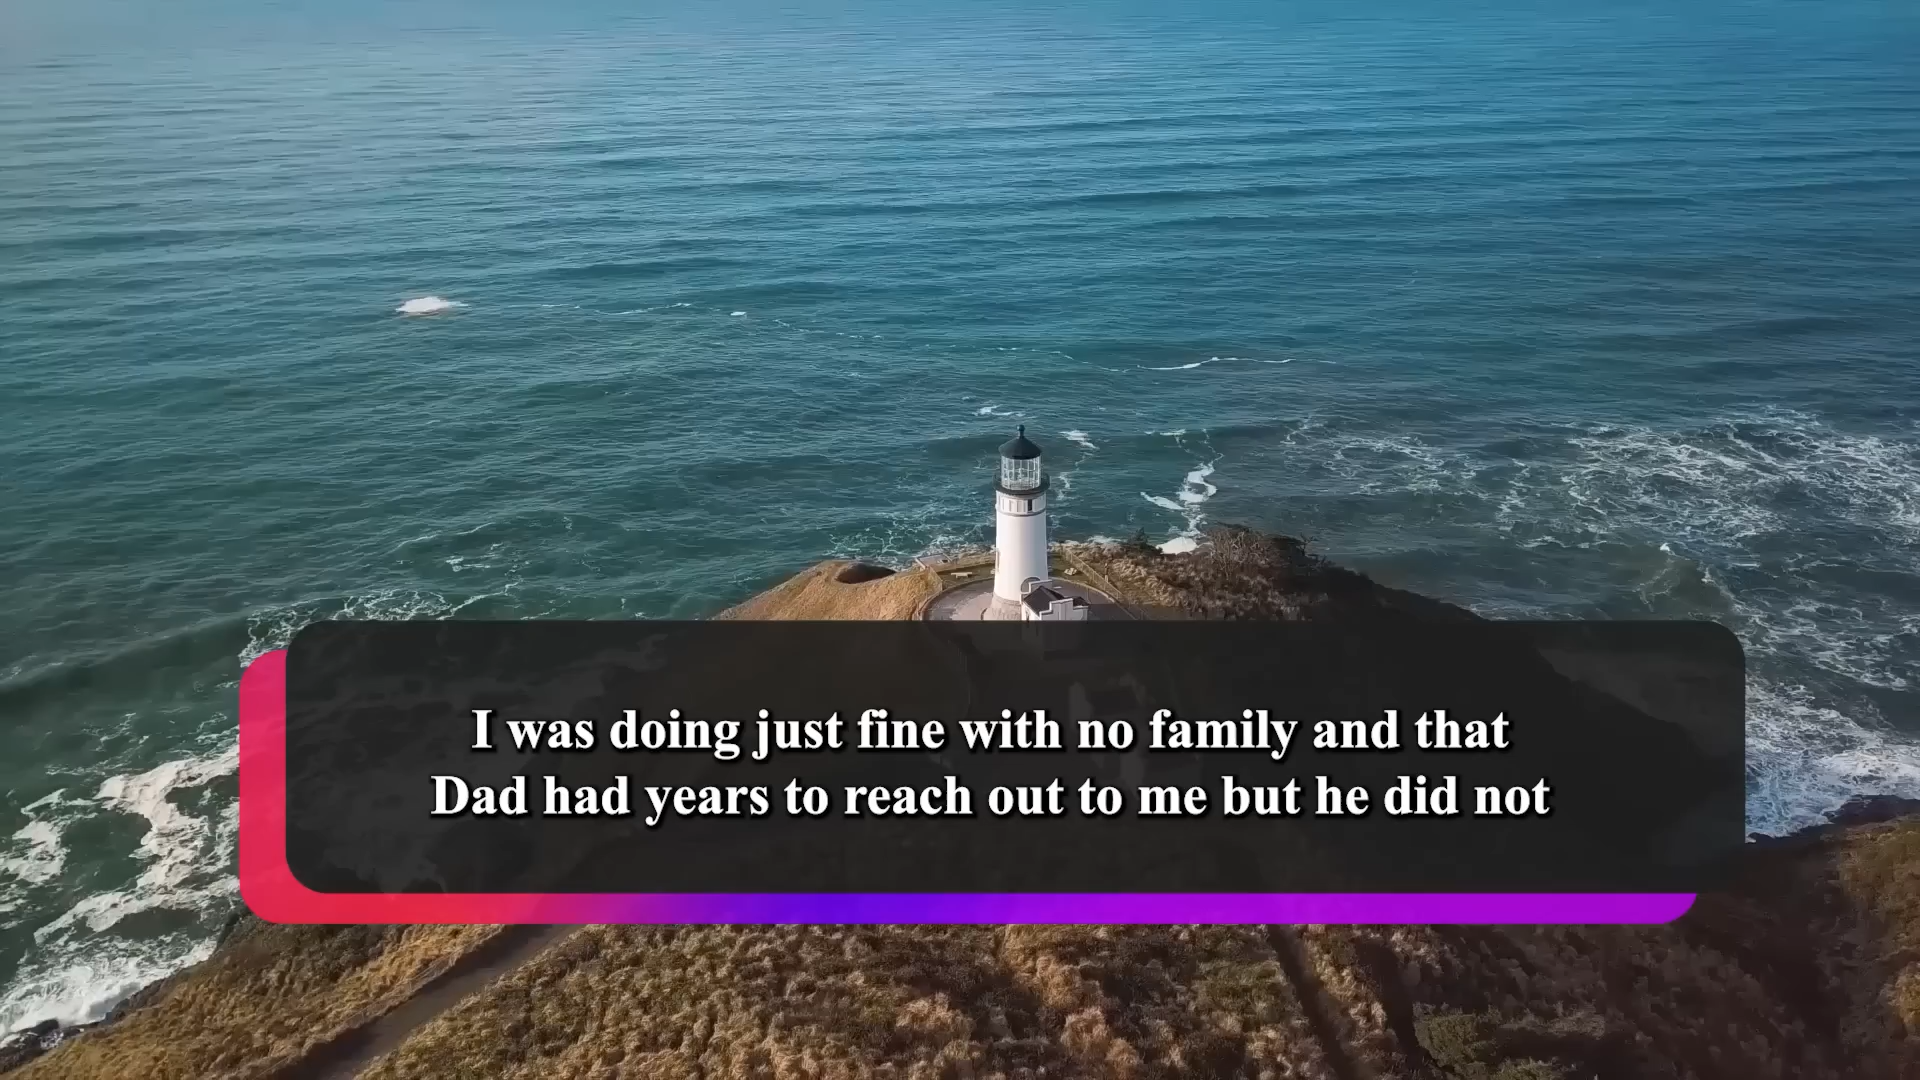 I was doing just fine with no family and that
Dad had years to reach out to me but he did not